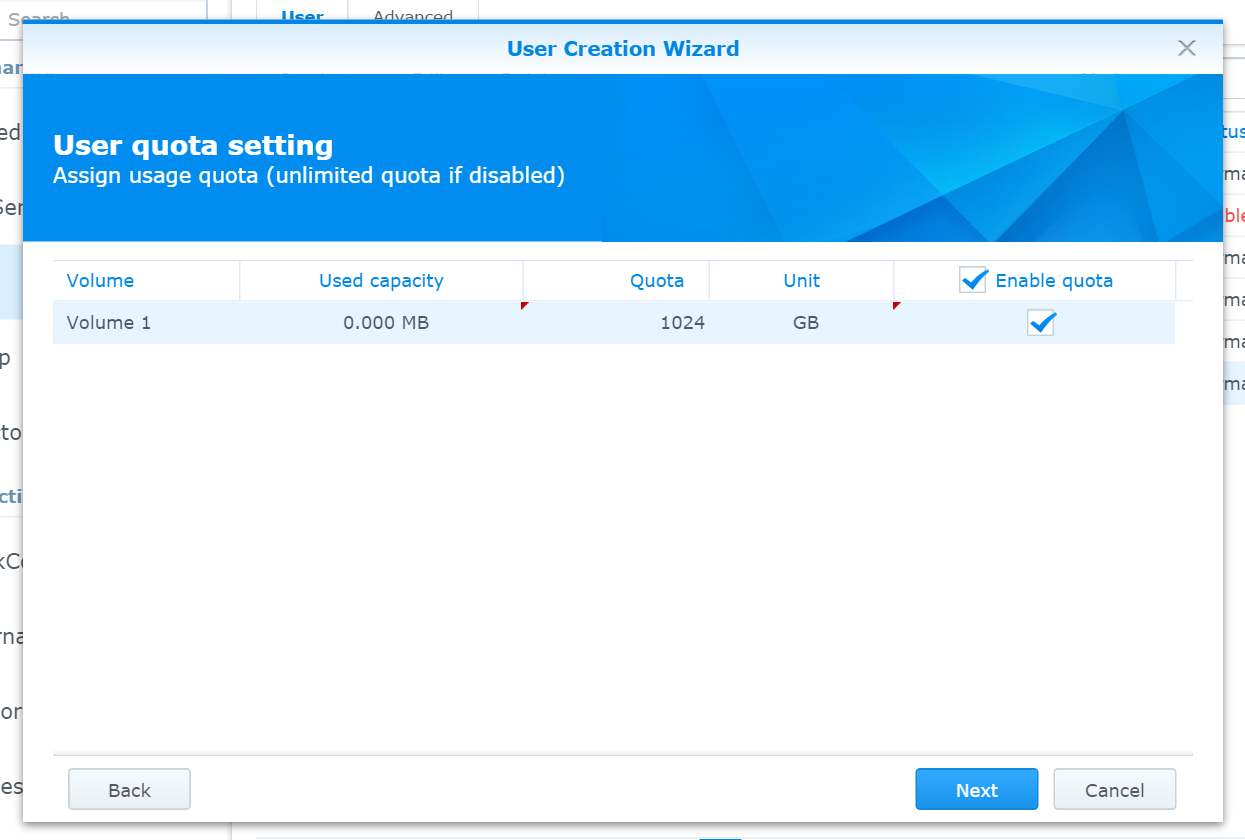 Search
User Advanced
User Creation Wizard
User quota setting
Assign usage quota (unlimited quota if disabled)
Volume Used capacity Quota Unit Enable quota
Volume 1 0.000 MB 1024 GB
Back Next Cancel